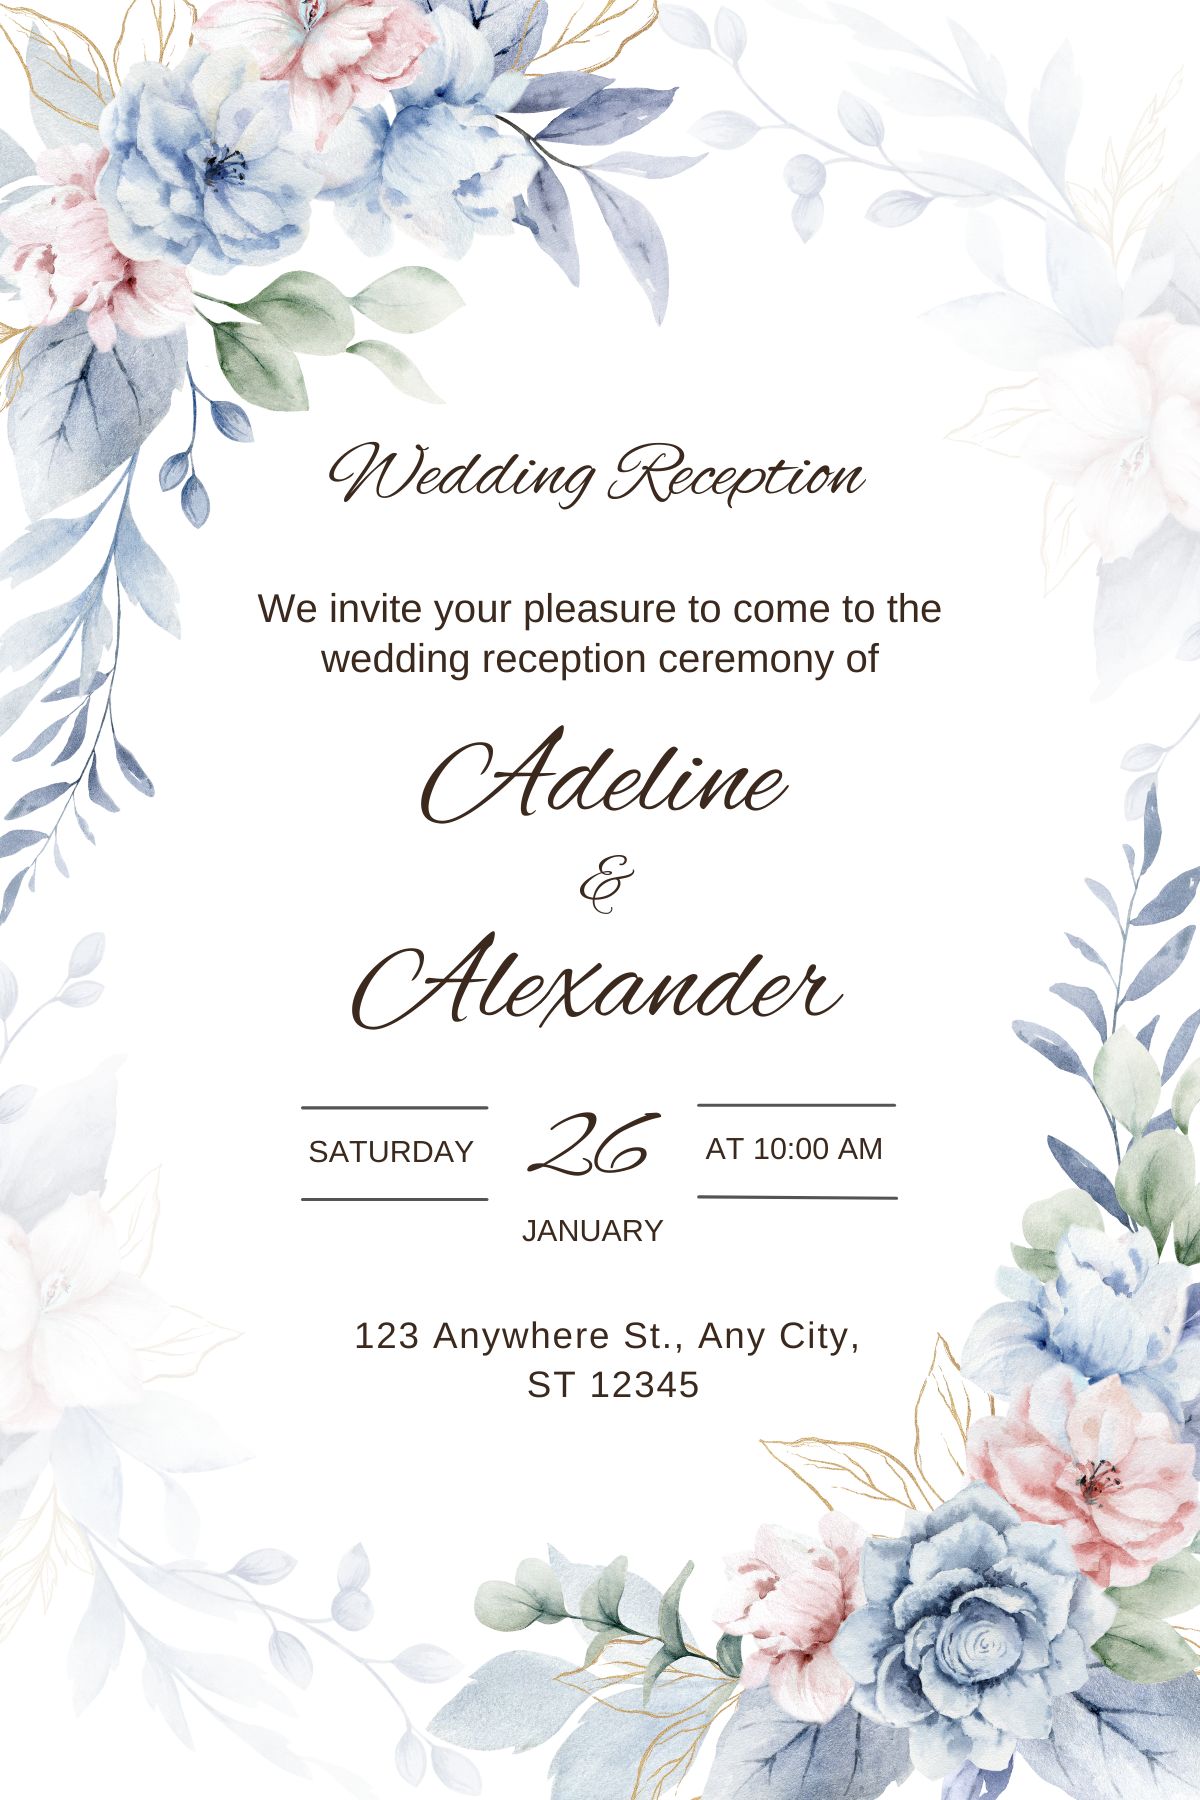 Wedding Reception
We invite your pleasure to come to the
wedding reception ceremony of
Adeline
&
Alexander
SATURDAY
26
AT 10:00 AM
JANUARY
123 Anywhere St., Any City,
ST 12345